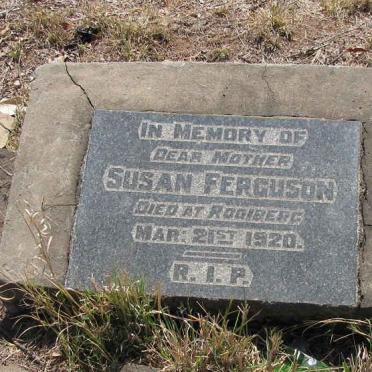 In Memory of
Dear Mother
Susan Ferguson
Died at Rooiberg
Mar: 21st 1920.
R.I.P.